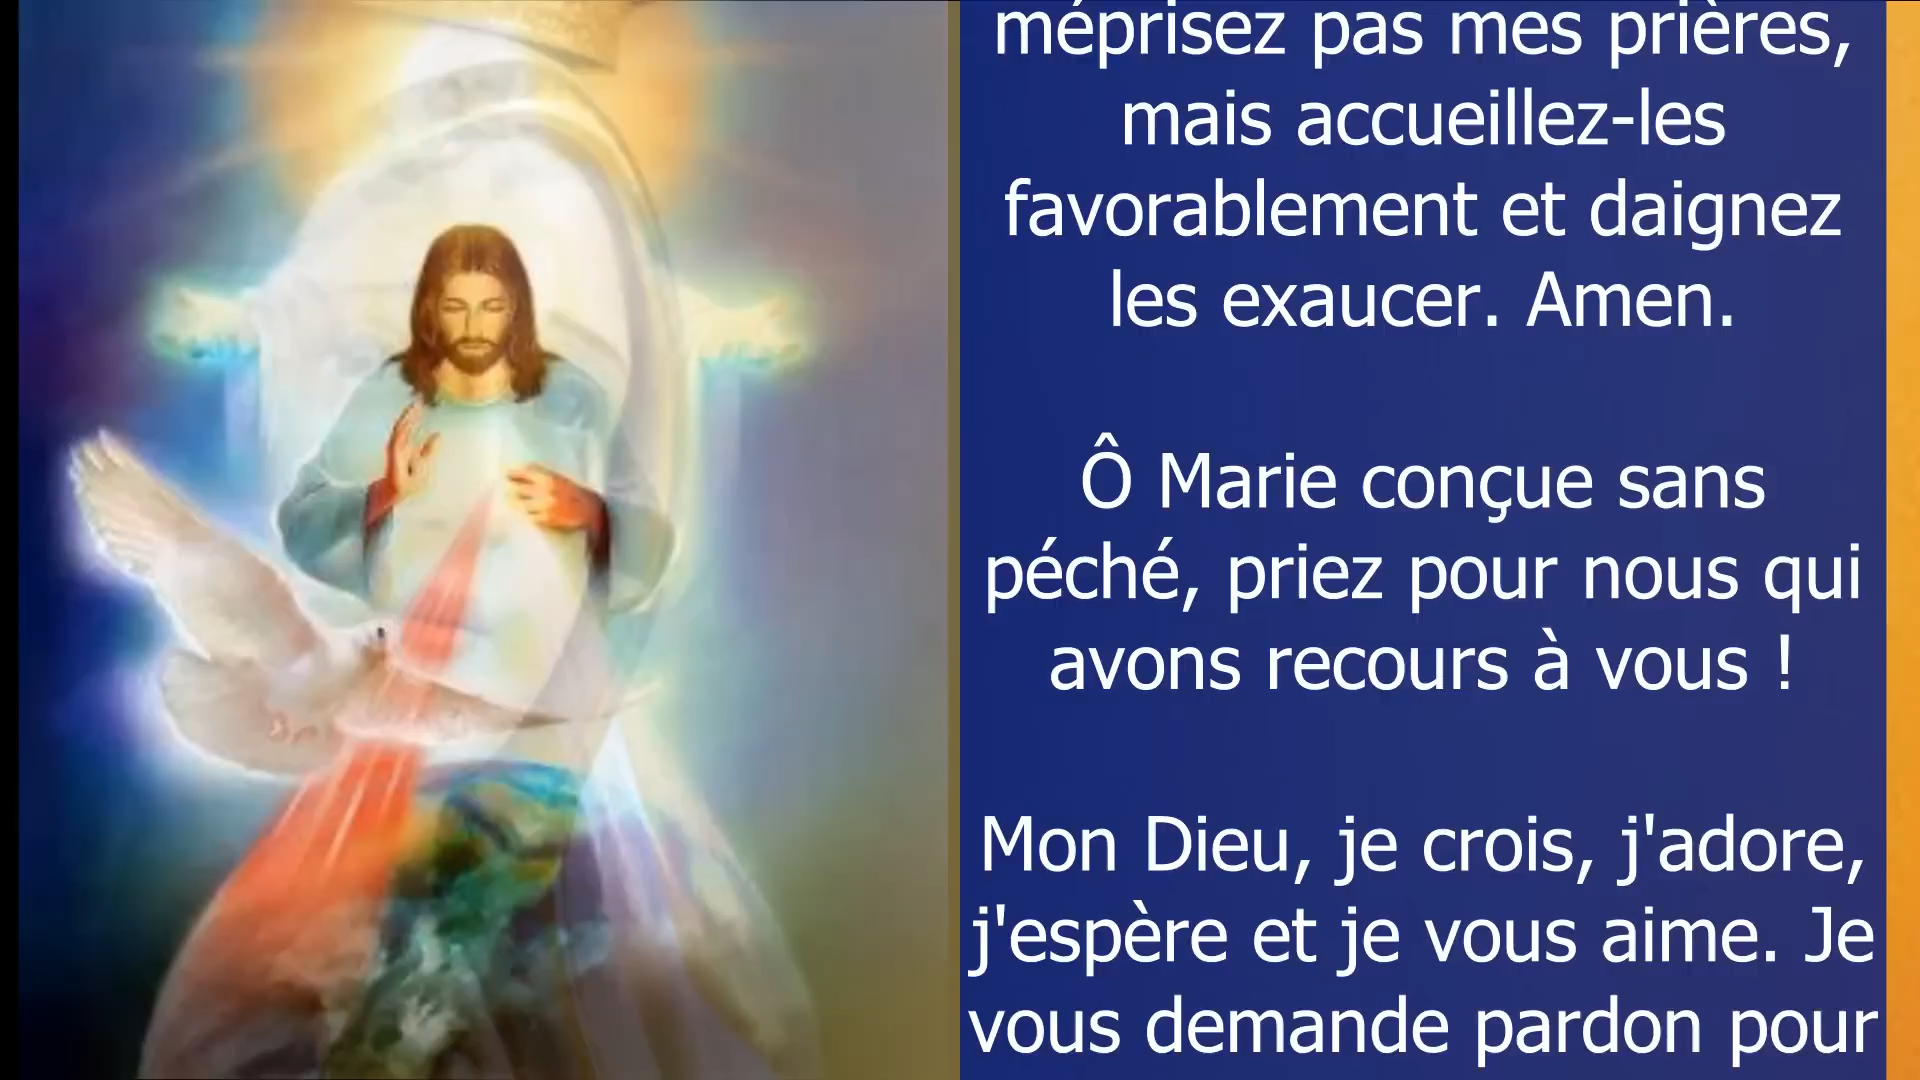 méprisez pas mes prières,
mais accueillez-les
favorablement et daignez
les exaucer. Amen.
Ô Marie conçue sans
péché, priez pour nous qui
avons recours à vous !
Mon Dieu, je crois, j'adore,
j'espère et je vous aime. Je
vous demande pardon pour